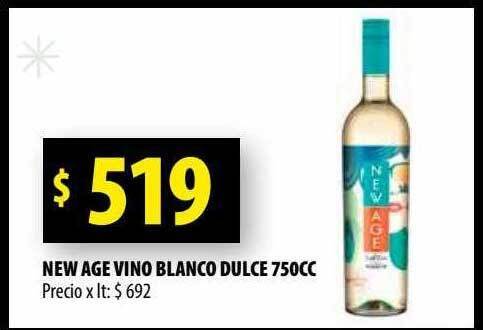 $ 519
NEW AGE VINO BLANCO DULCE 750CC
Precio x lt: $ 692
NEW
AGE